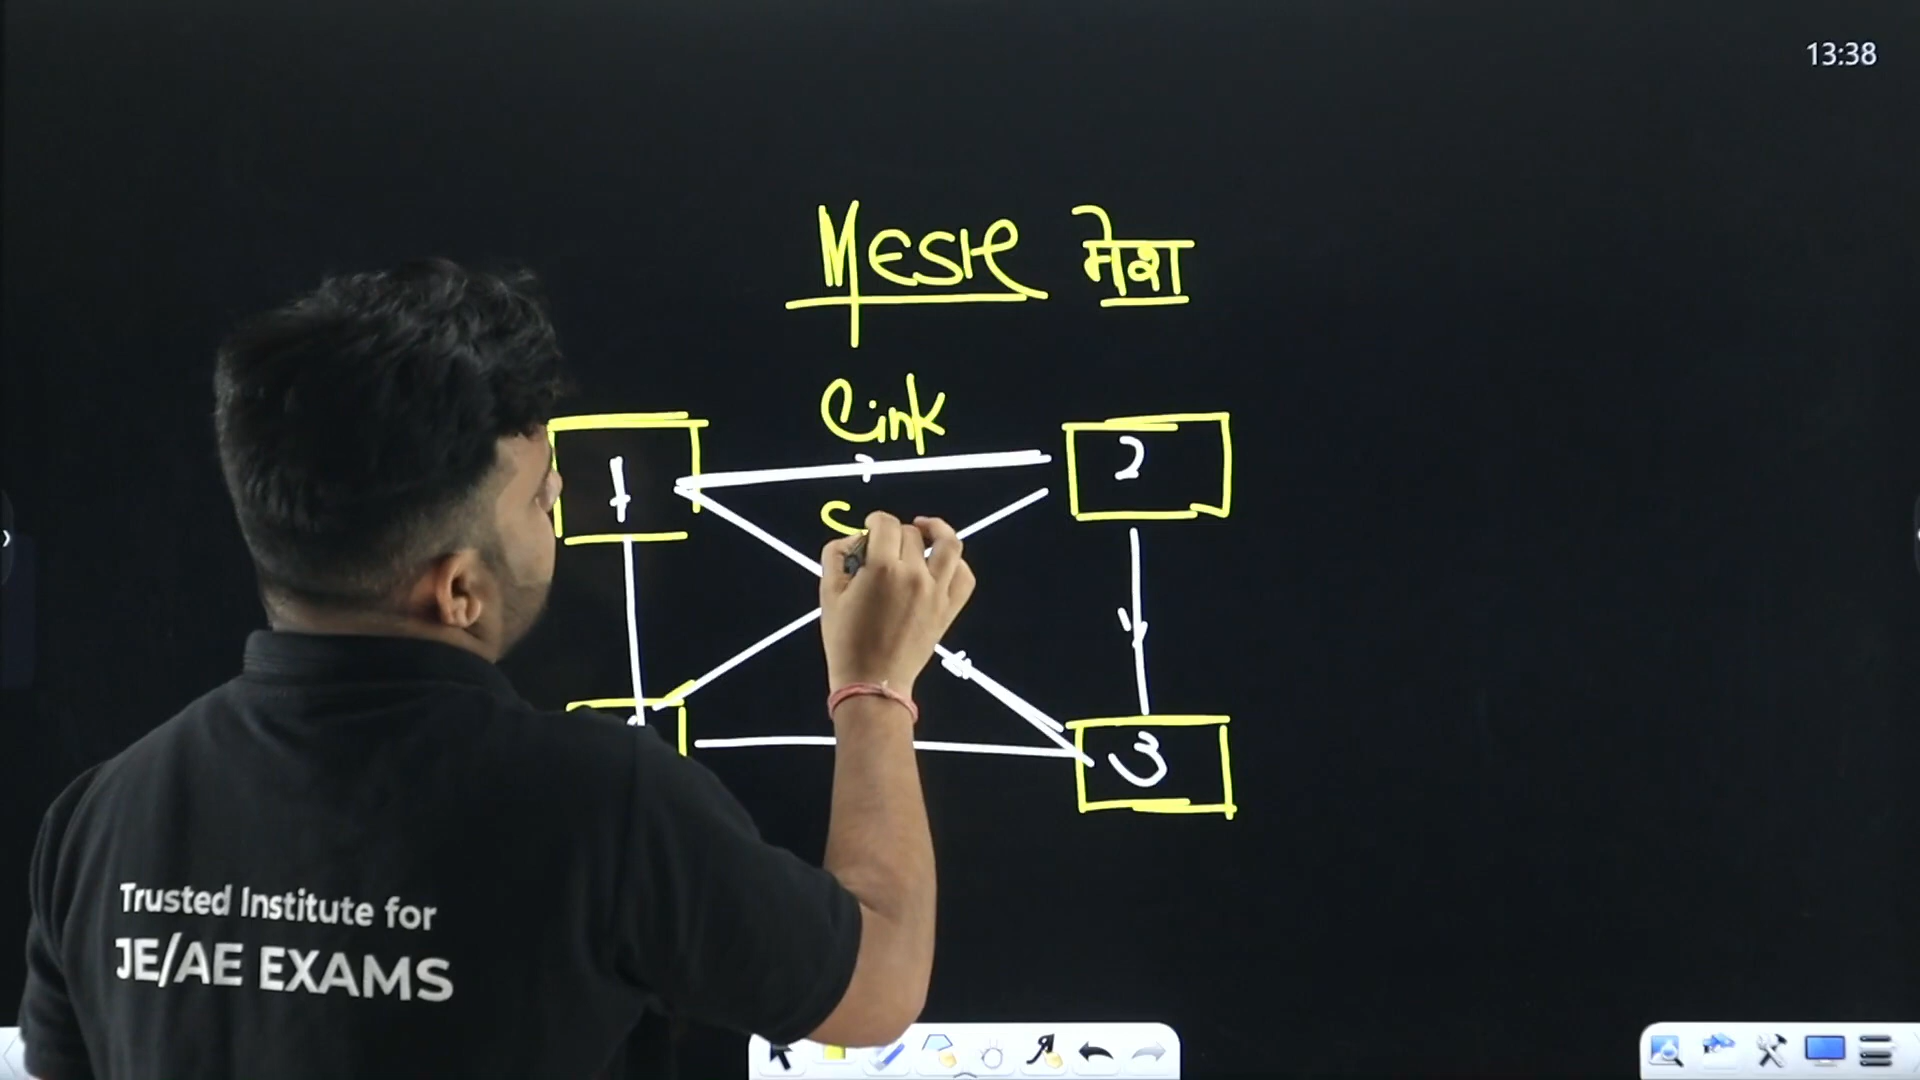 13:38
MESH मेश
Link
1
2
3
Trusted Institute for
JE/AE EXAMS